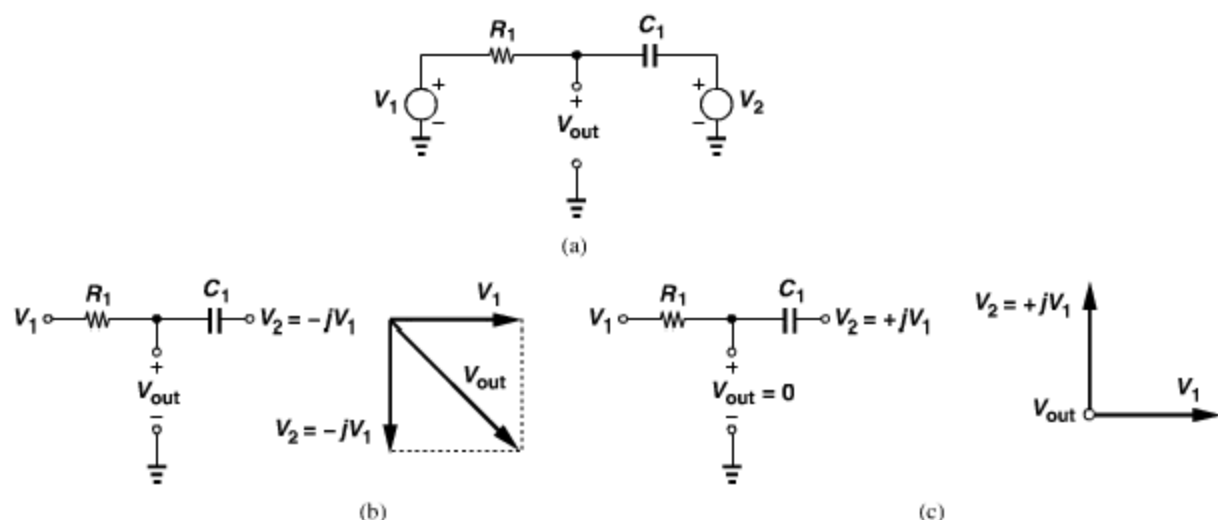 R1 C1
V1 + − Vout + + − V2
(a)
V1 R1 C1 V2 = − jV1
+ Vout −
V1
Vout
V2 = − jV1
(b)
V1 R1 C1 V2 = + jV1
+ Vout = 0 −
V2 = + jV1
V1
Vout
(c)